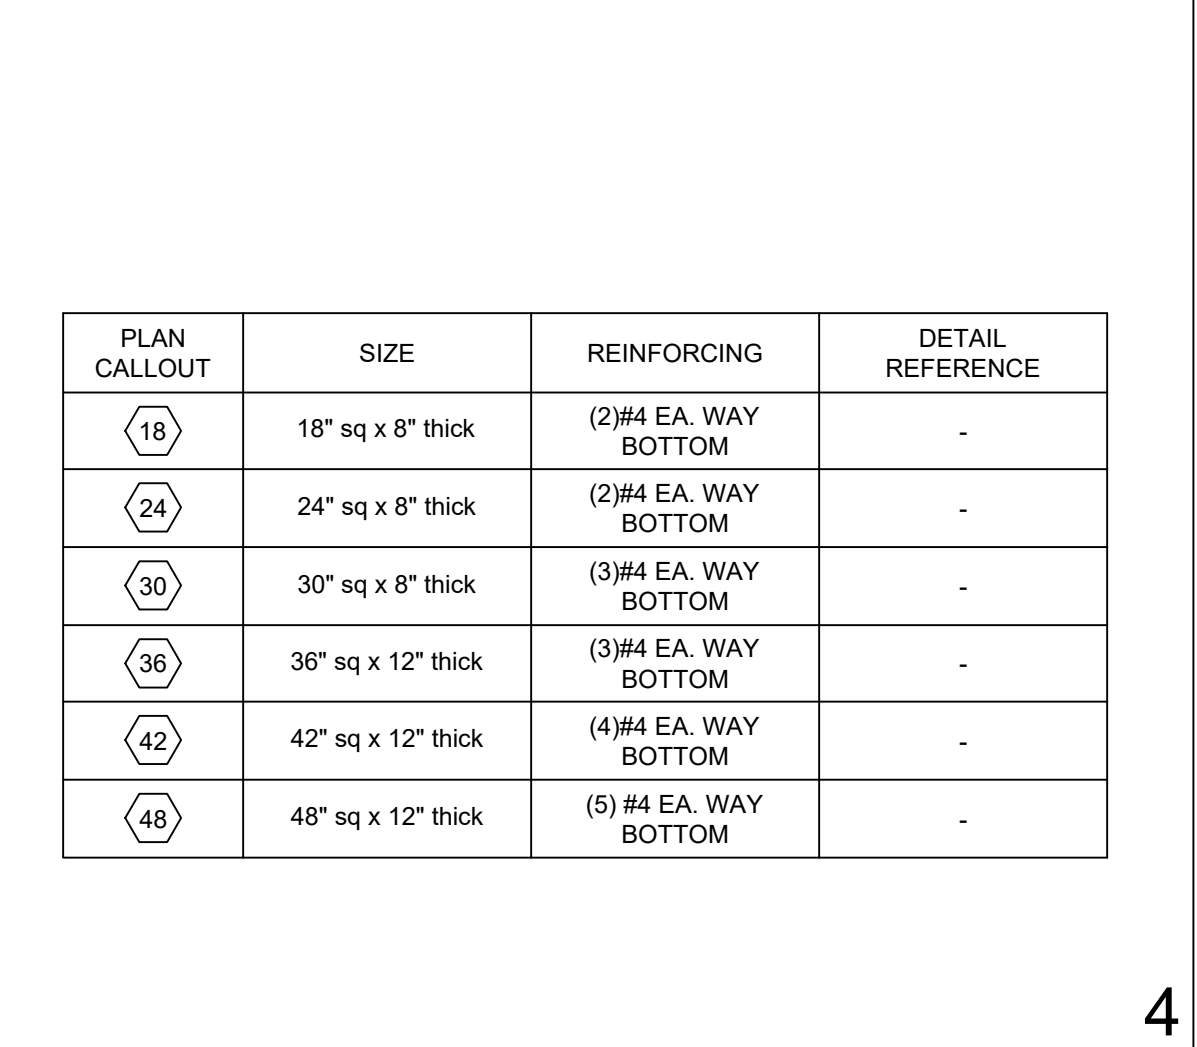 PLAN
CALLOUT
SIZE
REINFORCING
DETAIL
REFERENCE
18
18" sq x 8" thick
(2)#4 EA. WAY
BOTTOM
-
24
24" sq x 8" thick
(2)#4 EA. WAY
BOTTOM
-
30
30" sq x 8" thick
(3)#4 EA. WAY
BOTTOM
-
36
36" sq x 12" thick
(3)#4 EA. WAY
BOTTOM
-
42
42" sq x 12" thick
(4)#4 EA. WAY
BOTTOM
-
48
48" sq x 12" thick
(5) #4 EA. WAY
BOTTOM
-
4